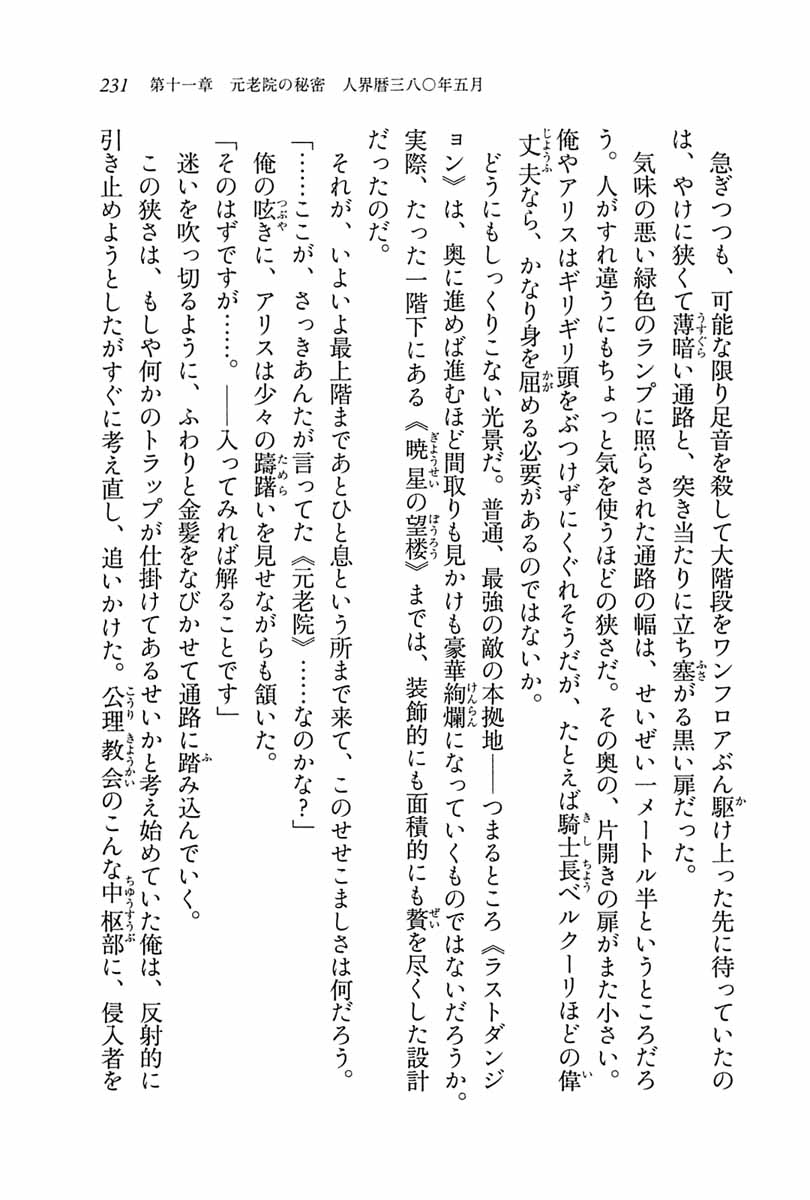 231　第十一章　元老院の秘密　人界暦三八〇年五月
　急ぎつつも、可能な限り足音を殺して大階段をワンフロアぶん駆け上った先に待っていたの
は、やけに狭くて薄暗い通路と、突き当たりに立ち塞がる黒い扉だった。
　気味の悪い緑色のランプに照らされた通路の幅は、せいぜい一メートル半というところだろ
う。人がすれ違うにもちょっと気を使うほどの狭さだ。その奥の、片開きの扉がまた小さい。
俺やアリスはギリギリ頭をぶつけずにくぐれそうだが、たとえば騎士長ベルクーリほどの偉
丈夫なら、かなり身を屈める必要があるのではないか。
　どうにもしっくりこない光景だ。普通、最強の敵の本拠地――つまるところ《ラストダンジ
ョン》は、奥に進めば進むほど間取りも見かけも豪華絢爛になっていくものではないだろうか。
実際、たった一階下にある《暁星の望楼》までは、装飾的にも面積的にも贅を尽くした設計
だったのだ。
　それが、いよいよ最上階まであとひと息という所まで来て、このせせこましさは何だろう。
「……ここが、さっきあんたが言ってた《元老院》……なのかな？」
　俺の呟きに、アリスは少々の躊躇いを見せながらも頷いた。
「そのはずですが……。――入ってみれば解ることです」
　迷いを吹っ切るように、ふわりと金髪をなびかせて通路に踏み込んでいく。
　この狭さは、もしや何かのトラップが仕掛けてあるせいかと考え始めていた俺は、反射的に
引き止めようとしたがすぐに考え直し、追いかけた。公理教会のこんな中枢部に、侵入者を